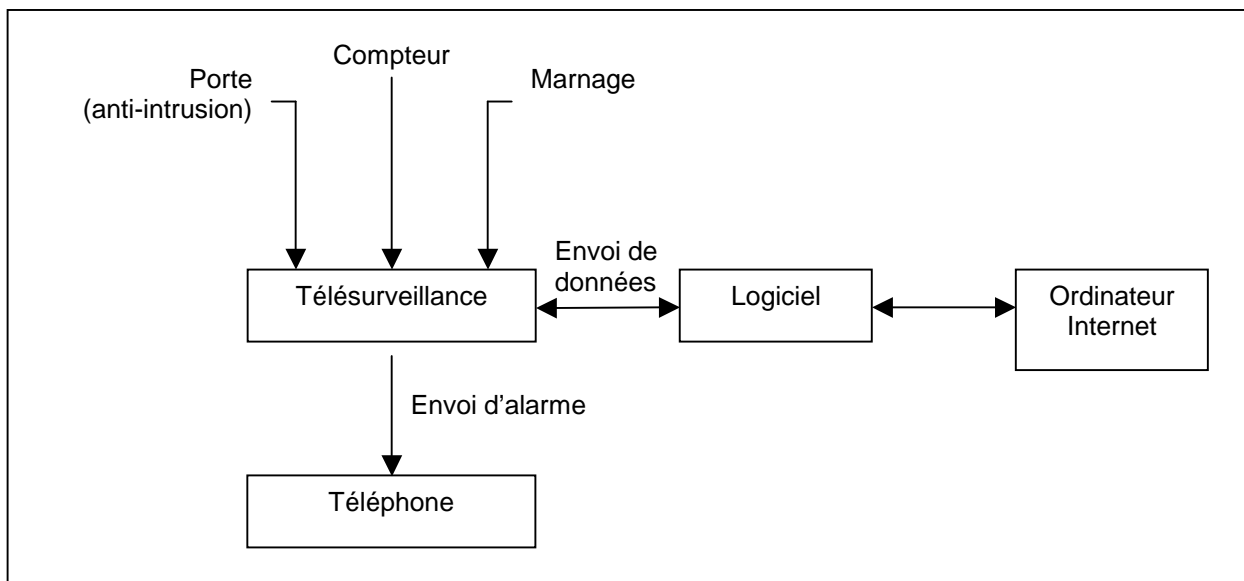 Compteur
Porte
(anti-intrusion)
Marnage
Envoi de
données
Télésurveillance
Logiciel
Ordinateur
Internet
Envoi d'alarme
Téléphone